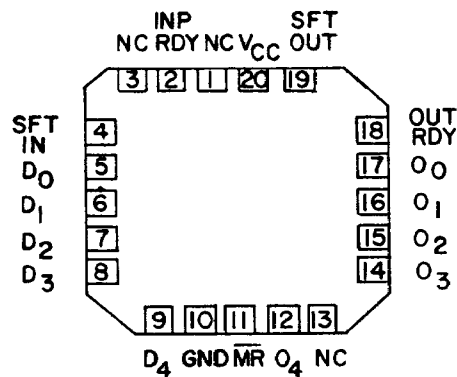 INP SFT
NC RDY NC VCC OUT
3 2 1 20 19
SFT IN 4 18 OUT RDY
D0 5 17 O0
D1 6 16 O1
D2 7 15 O2
D3 8 14 O3
9 10 11 12 13
D4 GND M̅R̅ O4 NC